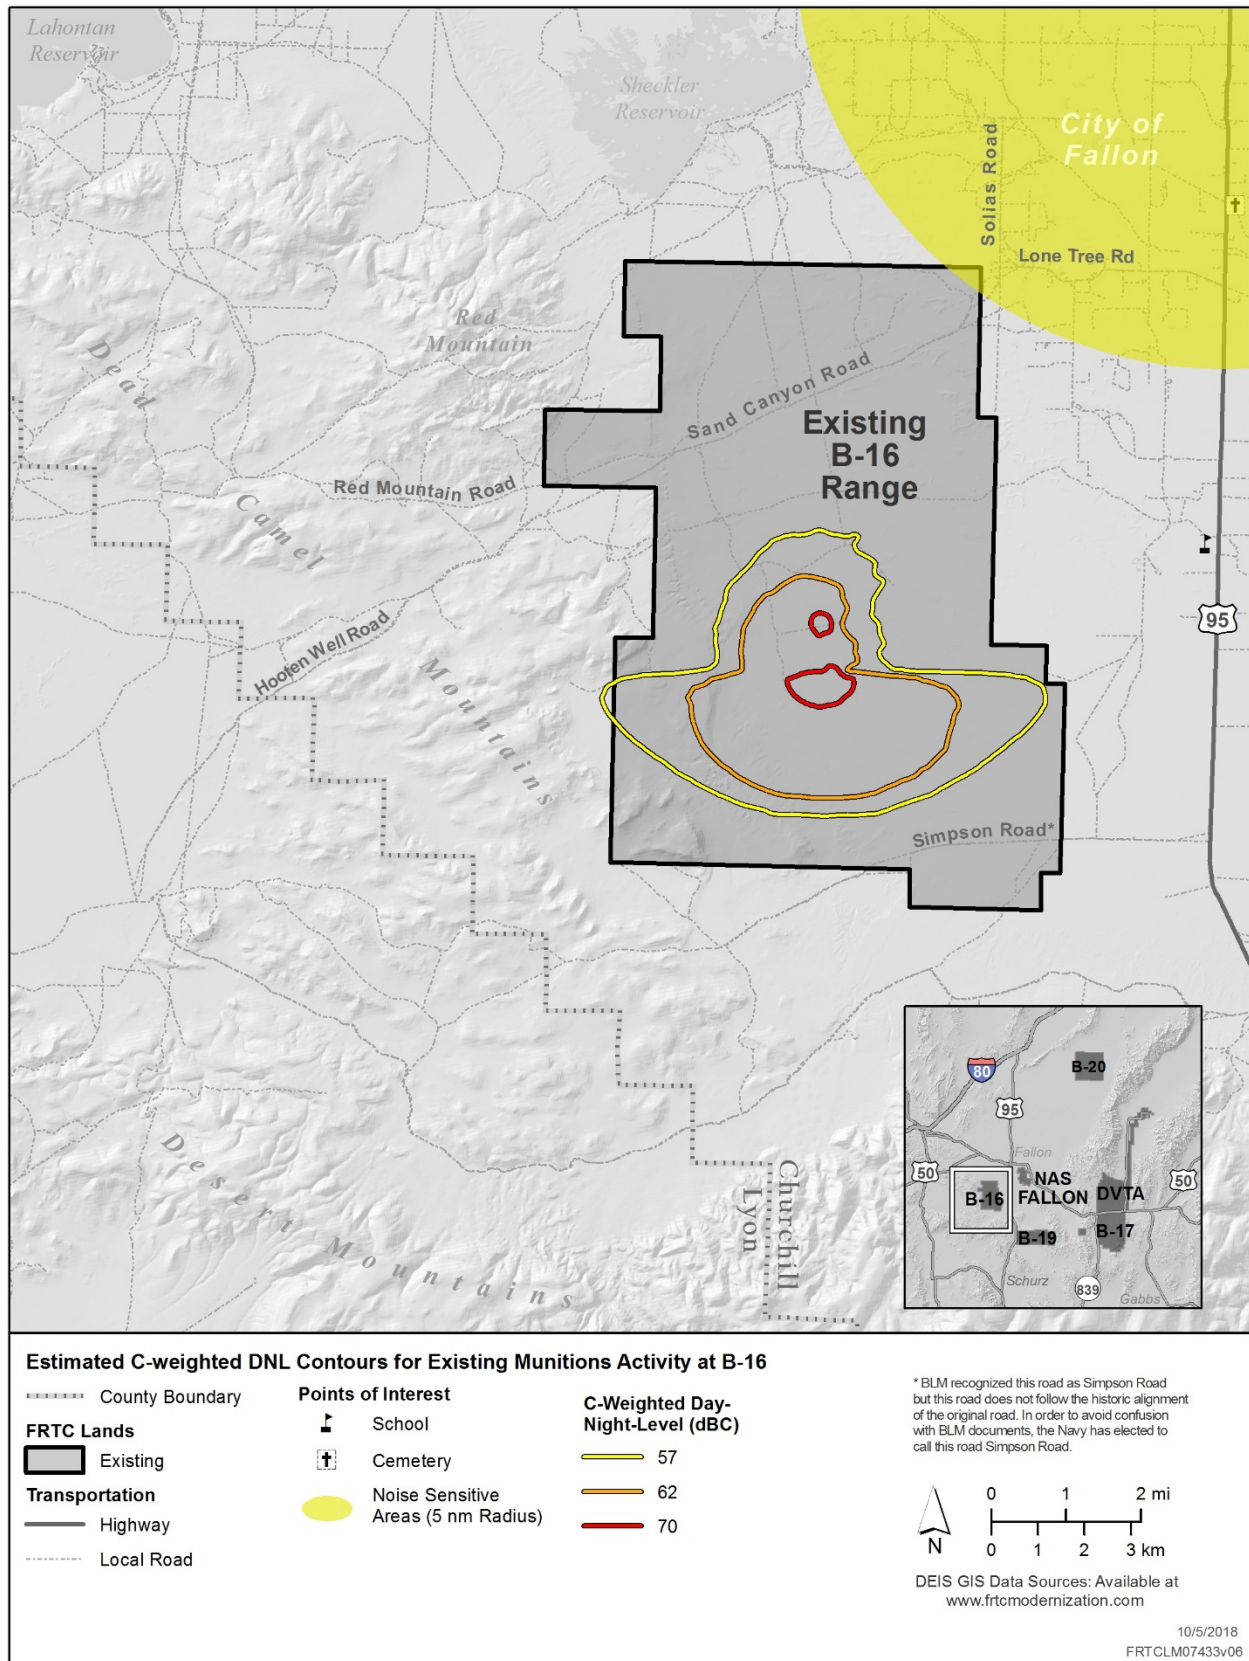 Lahontan
Reservoir
Sheckler
Reservoir
City of
Fallon
Solias Road
Lone Tree Rd
Red
Mountain
Dead
Camel
Mountains
Sand Canyon Road
Existing
B-16
Range
Red Mountain Road
Hooten Well Road
95
Simpson Road*
Desert Mountains
Churchill
Lyon
80
B-20
95
Fallon
50
NAS
FALLON
DVTA
50
B-16
B-19
B-17
Schurz
839
Gabbs
Estimated C-weighted DNL Contours for Existing Munitions Activity at B-16
County Boundary
FRTC Lands
Existing
Transportation
Highway
Local Road
Points of Interest
School
Cemetery
Noise Sensitive
Areas (5 nm Radius)
C-Weighted Day-
Night-Level (dBC)
57
62
70
* BLM recognized this road as Simpson Road
but this road does not follow the historic alignment
of the original road. In order to avoid confusion
with BLM documents, the Navy has elected to
call this road Simpson Road.
N
0 1 2 mi
0 1 2 3 km
DEIS GIS Data Sources: Available at
www.frtcmodernization.com
10/5/2018
FRTCLM07433v06